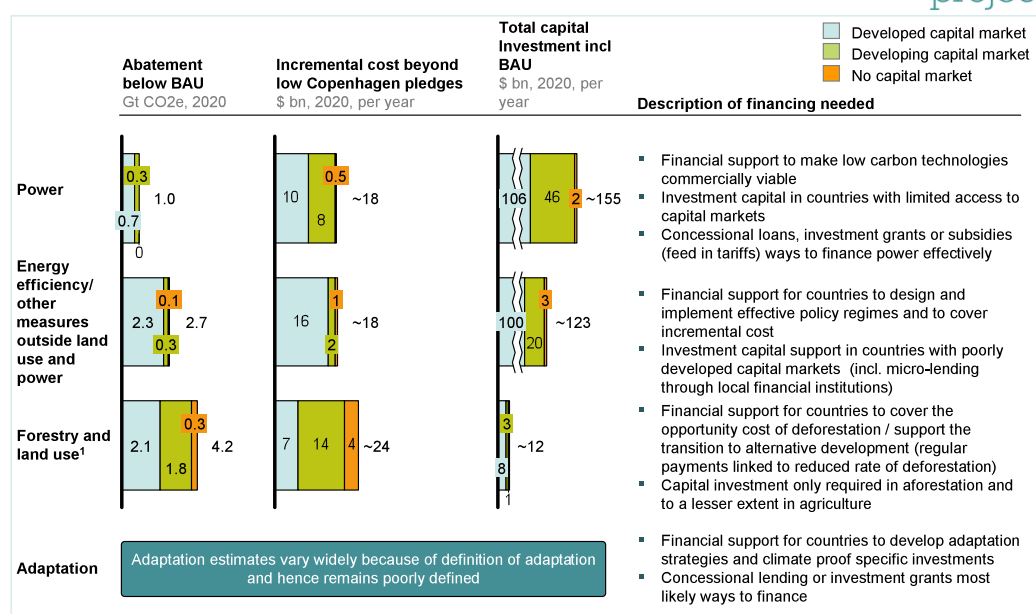 project
Developed capital market
Developing capital market
No capital market
Abatement
below BAU
Gt CO2e, 2020
Incremental cost beyond
low Copenhagen pledges
$ bn, 2020, per year
Total capital
Investment incl
BAU
$ bn, 2020, per
year
Description of financing needed
Power
0.3
0.7
0
1.0
10
8
0.5
~18
106
46
2
~155
▪ Financial support to make low carbon technologies
commercially viable
▪ Investment capital in countries with limited access to
capital markets
▪ Concessional loans, investment grants or subsidies
(feed in tariffs) ways to finance power effectively
Energy
efficiency/
other
measures
outside land
use and
power
2.3
0.1
0.3
2.7
16
1
2
~18
100
20
3
~123
▪ Financial support for countries to design and
implement effective policy regimes and to cover
incremental cost
▪ Investment capital support in countries with poorly
developed capital markets (incl. micro-lending
through local financial institutions)
Forestry and
land use1
2.1
1.8
0.3
4.2
7
14
4
~24
3
8
1
~12
▪ Financial support for countries to cover the
opportunity cost of deforestation / support the
transition to alternative development (regular
payments linked to reduced rate of deforestation)
▪ Capital investment only required in aforestation and
to a lesser extent in agriculture
Adaptation
Adaptation estimates vary widely because of definition of adaptation
and hence remains poorly defined
▪ Financial support for countries to develop adaptation
strategies and climate proof specific investments
▪ Concessional lending or investment grants most
likely ways to finance